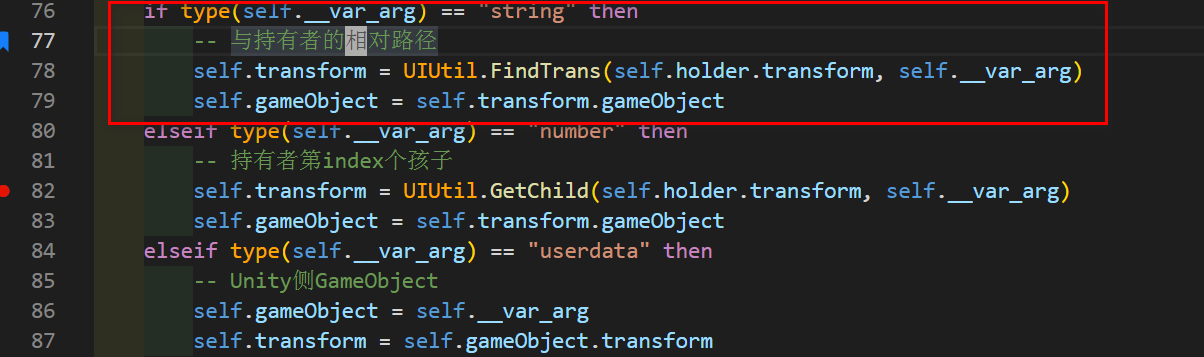 76 if type(self.__var_arg) == "string" then
77 -- 与持有者的相对路径
78 self.transform = UIUtil.FindTrans(self.holder.transform, self.__var_arg)
79 self.gameObject = self.transform.gameObject
80 elseif type(self.__var_arg) == "number" then
81 -- 持有者第index个孩子
82 self.transform = UIUtil.GetChild(self.holder.transform, self.__var_arg)
83 self.gameObject = self.transform.gameObject
84 elseif type(self.__var_arg) == "userdata" then
85 -- Unity侧GameObject
86 self.gameObject = self.__var_arg
87 self.transform = self.gameObject.transform